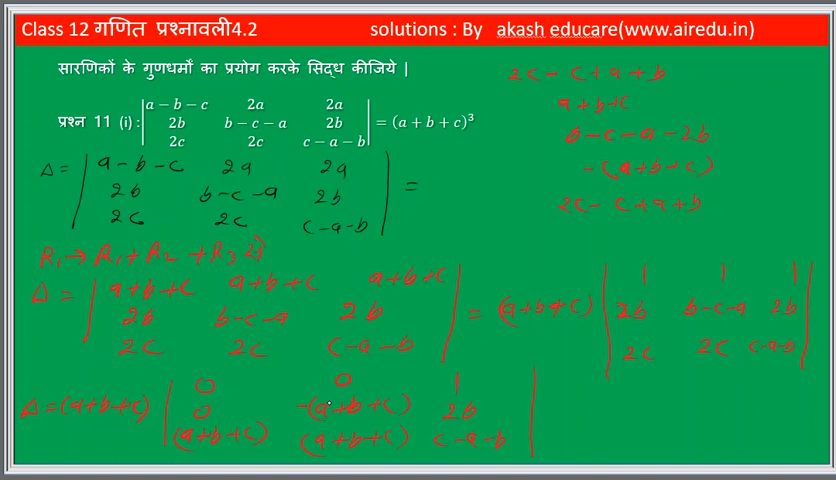 Class 12 गणित प्रश्नावली4.2 solutions : By akash educare(www.airedu.in)
सारणिकों के गुणधर्मों का प्रयोग करके सिद्ध कीजिये |
प्रश्न 11 (i) : |a − b − c 2a 2a|
|2b b − c − a 2b| = (a + b + c)³
|2c 2c c − a − b|
2c - c + a + b
a + b + c
b - c - a - 2b
- (a + b + c)
2c - c + a + b
Δ = |a - b - c 2a 2a|
|2b b - c - a 2b| =
|2c 2c c - a - b|
R₁ → R₁ + R₂ + R₃ से
Δ = |a + b + c a + b + c a + b + c| = (a + b + c) |1 1 1|
|2b b - c - a 2b| |2b b - c - a 2b|
|2c 2c c - a - b| |2c 2c c - a - b|
Δ = (a + b + c) |0 0 1|
|0 -(a + b + c) 2b|
|(a + b + c) (a + b + c) c - a - b|